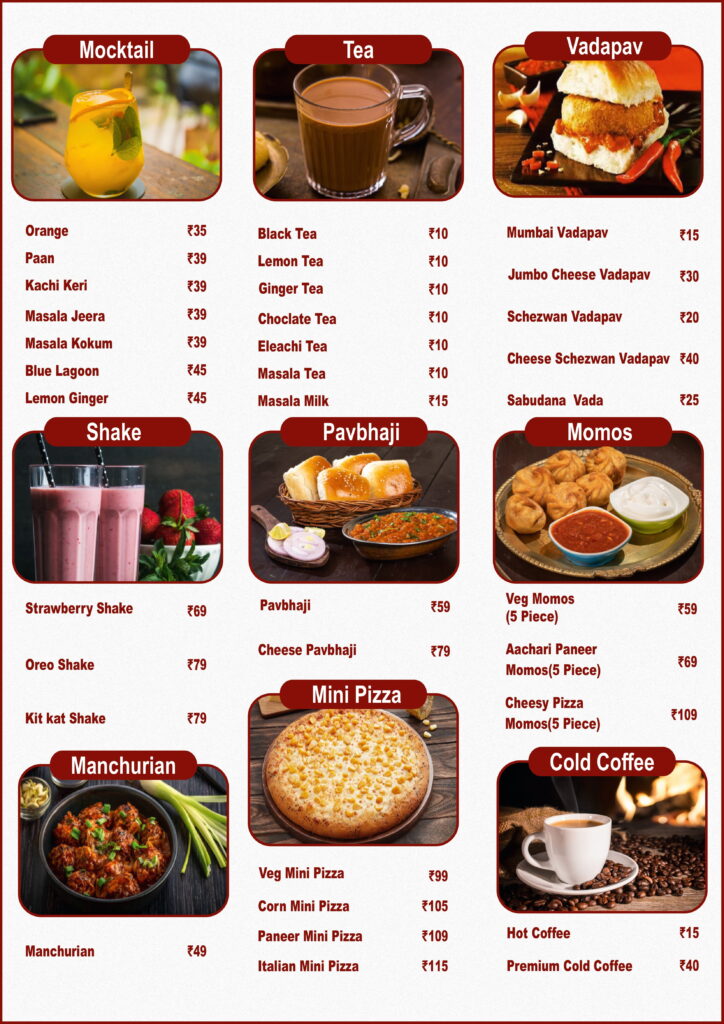 Mocktail
Orange ₹35
Paan ₹39
Kachi Keri ₹39
Masala Jeera ₹39
Masala Kokum ₹39
Blue Lagoon ₹45
Lemon Ginger ₹45
Tea
Black Tea ₹10
Lemon Tea ₹10
Ginger Tea ₹10
Choclate Tea ₹10
Eleachi Tea ₹10
Masala Tea ₹10
Masala Milk ₹15
Vadapav
Mumbai Vadapav ₹15
Jumbo Cheese Vadapav ₹30
Schezwan Vadapav ₹20
Cheese Schezwan Vadapav ₹40
Sabudana Vada ₹25
Shake
Strawberry Shake ₹69
Oreo Shake ₹79
Kit kat Shake ₹79
Pavbhaji
Pavbhaji ₹59
Cheese Pavbhaji ₹79
Momos
Veg Momos
(5 Piece) ₹59
Aachari Paneer
Momos(5 Piece) ₹69
Cheesy Pizza
Momos(5 Piece) ₹109
Manchurian
Manchurian ₹49
Mini Pizza
Veg Mini Pizza ₹99
Corn Mini Pizza ₹105
Paneer Mini Pizza ₹109
Italian Mini Pizza ₹115
Cold Coffee
Hot Coffee ₹15
Premium Cold Coffee ₹40